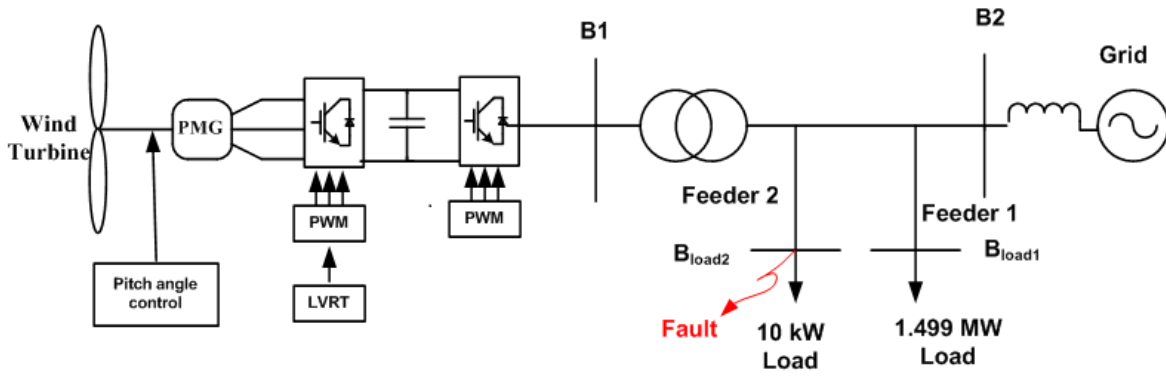 B1
B2
Grid
Wind
Turbine
PMG
PWM
PWM
LVRT
Pitch angle
control
Feeder 2
Feeder 1
Bload2
Bload1
Fault
10 kW
Load
1.499 MW
Load